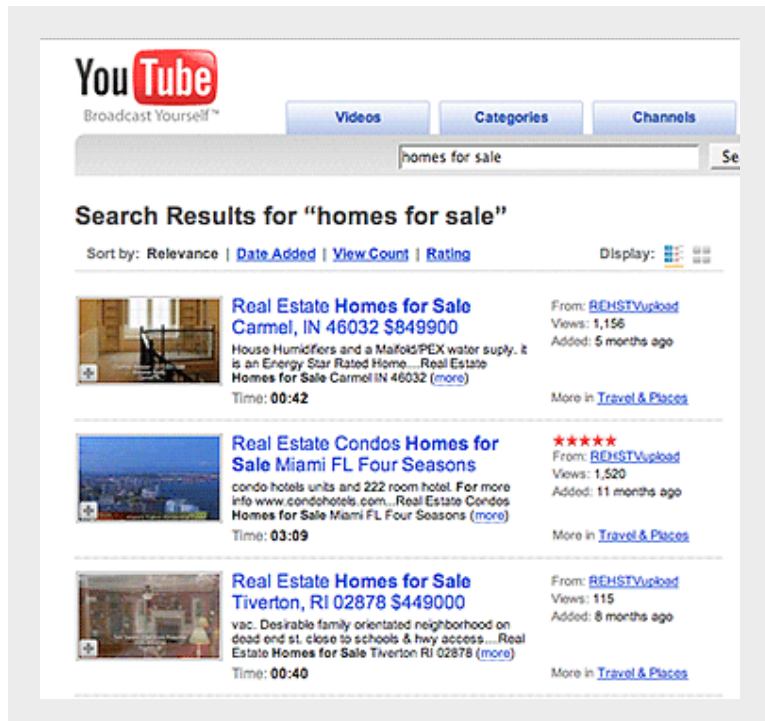 YouTube
Broadcast Yourself™
Videos
Categories
Channels
homes for sale
Se
Search Results for “homes for sale”
Sort by: Relevance | Date Added | View Count | Rating
Display:
Real Estate Homes for Sale
Carmel, IN 46032 $849900
House Humidifiers and a Maifold/PEX water suply. it
is an Energy Star Rated Home....Real Estate
Homes for Sale Carmel IN 46032 (more)
Time: 00:42
From: REHSTVupload
Views: 1,156
Added: 5 months ago
More in Travel & Places
Real Estate Condos Homes for
Sale Miami FL Four Seasons
condo hotels units and 222 room hotel. For more
info www.condohotels.com...Real Estate Condos
Homes for Sale Miami FL Four Seasons (more)
Time: 03:09
From: REHSTVupload
Views: 1,520
Added: 11 months ago
More in Travel & Places
Real Estate Homes for Sale
Tiverton, RI 02878 $449000
vac. Desirable family orientated neighborhood on
dead end st. close to schools & hwy access....Real
Estate Homes for Sale Tiverton RI 02878 (more)
Time: 00:40
From: REHSTVupload
Views: 115
Added: 8 months ago
More in Travel & Places